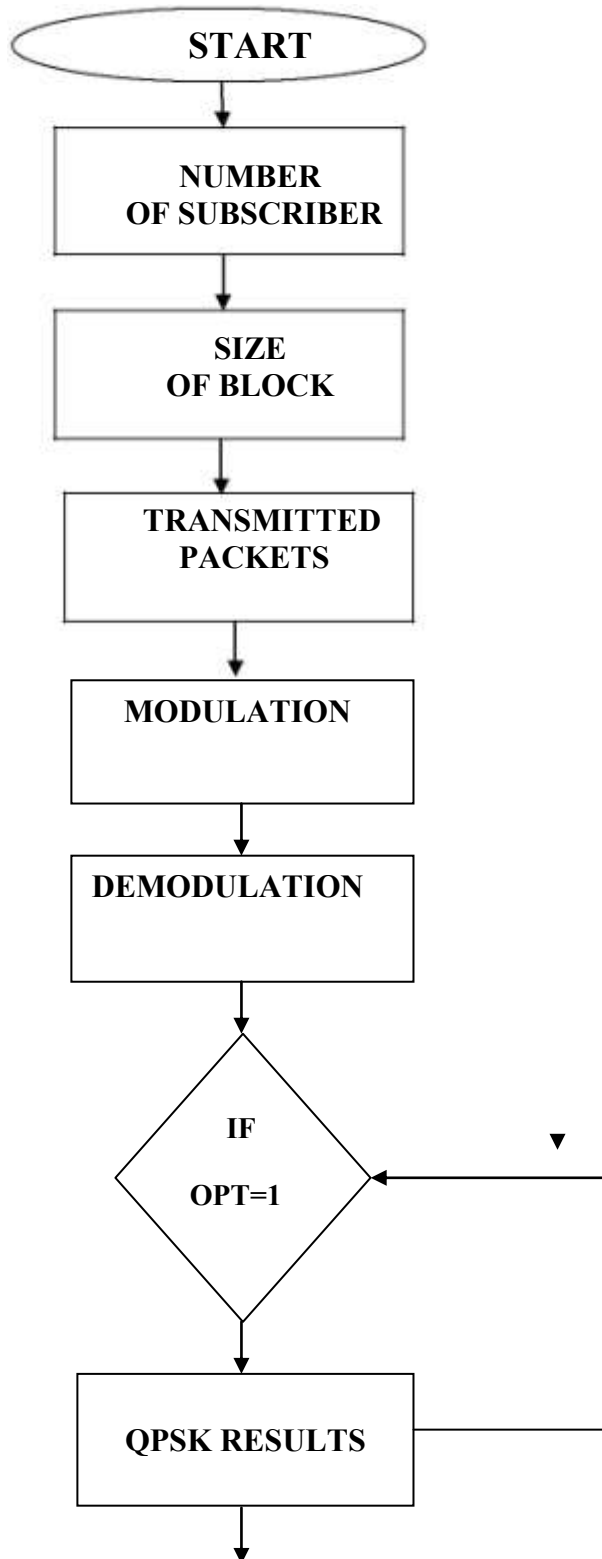 START
NUMBER
OF SUBSCRIBER
SIZE
OF BLOCK
TRANSMITTED
PACKETS
MODULATION
DEMODULATION
IF
OPT=1
QPSK RESULTS